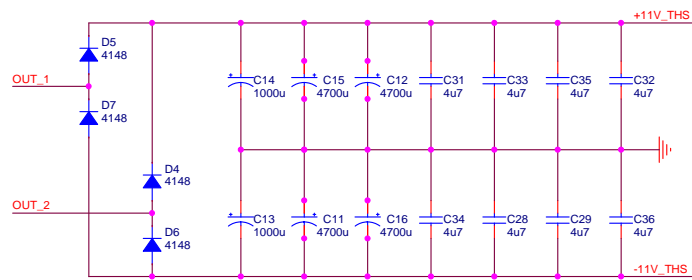 +11V_THS
D5
4148
OUT_1
C14
1000u
C15
4700u
C12
4700u
C31
4u7
C33
4u7
C35
4u7
C32
4u7
D7
4148
D4
4148
OUT_2
C13
1000u
C11
4700u
C16
4700u
C34
4u7
C28
4u7
C29
4u7
C36
4u7
D6
4148
-11V_THS